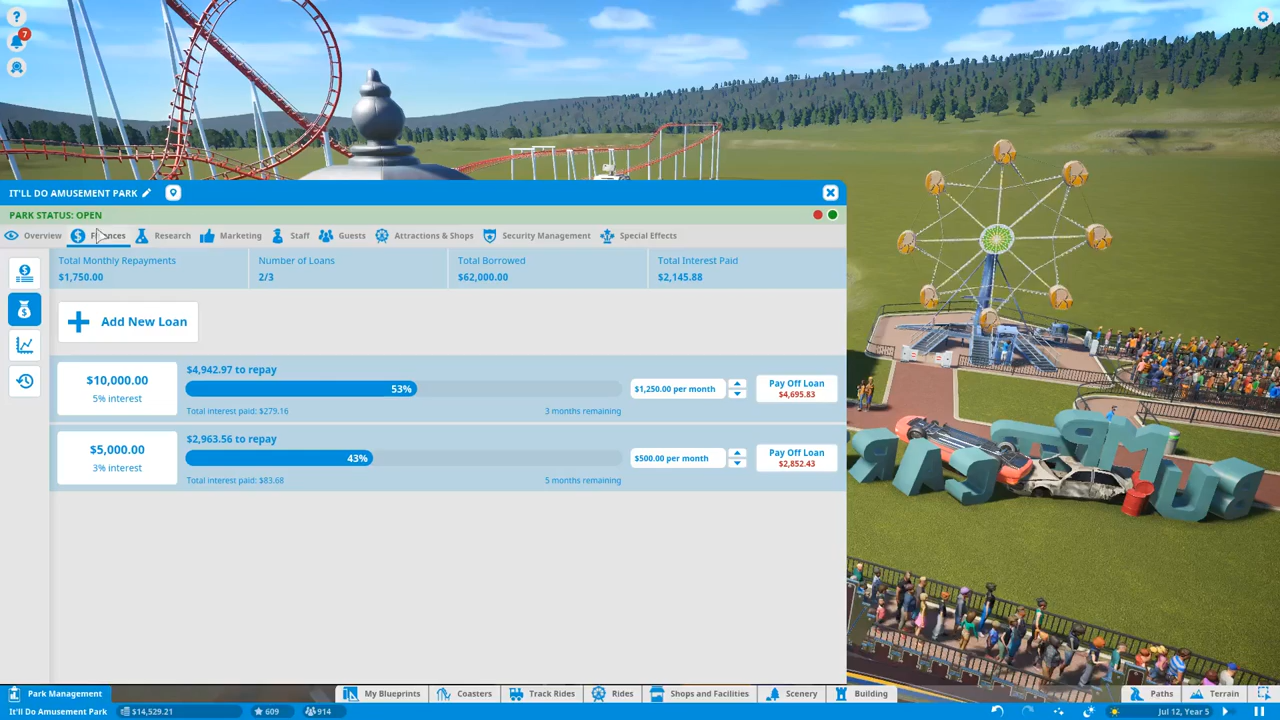 ?
7
IT'LL DO AMUSEMENT PARK
PARK STATUS: OPEN
Overview
Research
Marketing
Staff
Guests
Attractions & Shops
Security Management
Special Effects
Total Monthly Repayments
$1,750.00
Number of Loans
2/3
Total Borrowed
$62,000.00
Total Interest Paid
$2,145.88
Add New Loan
$10,000.00
5% interest
$4,942.97 to repay
53%
Total interest paid: $279.16
3 months remaining
$1,250.00 per month
Pay Off Loan
$4,695.83
$5,000.00
3% interest
$2,963.56 to repay
43%
Total interest paid: $83.68
5 months remaining
$500.00 per month
Pay Off Loan
$2,852.43
BUMPER CAR
Park Management
My Blueprints
Coasters
Track Rides
Rides
Shops and Facilities
Scenery
Building
Paths
Terrain
It'll Do Amusement Park
$14,529.21
609
914
Jul 12, Year 5